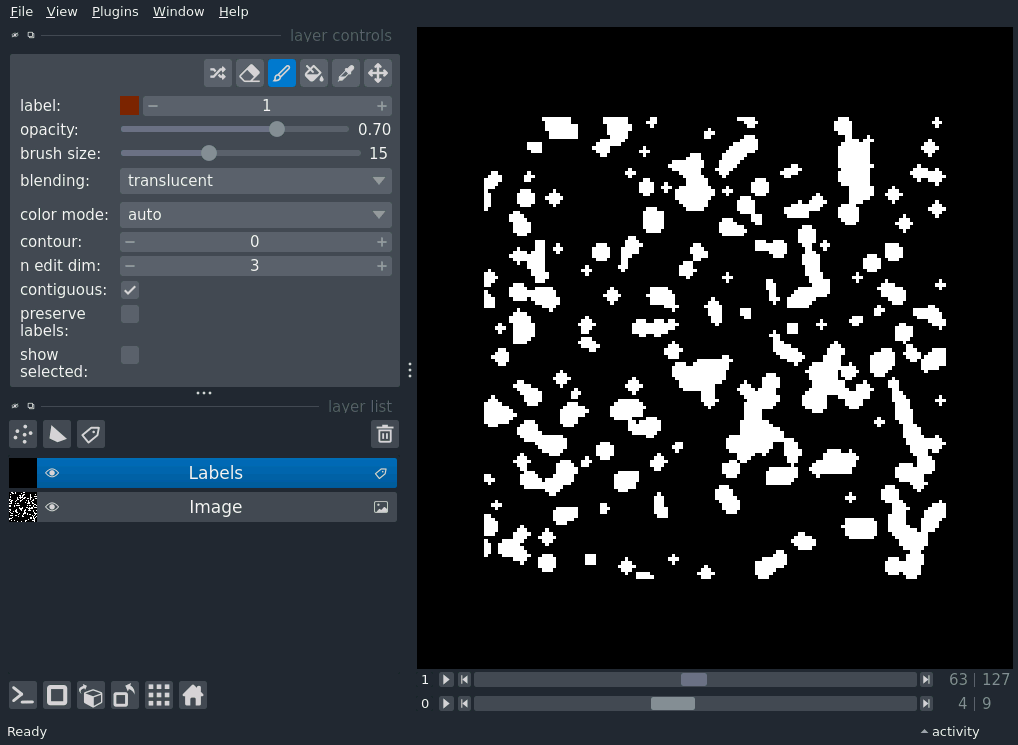 File View Plugins Window Help
layer controls
label: 1
opacity: 0.70
brush size: 15
blending: translucent
color mode: auto
contour: 0
n edit dim: 3
contiguous:
preserve
labels:
show
selected:
layer list
Labels
Image
1 63 | 127
0 4 | 9
Ready activity